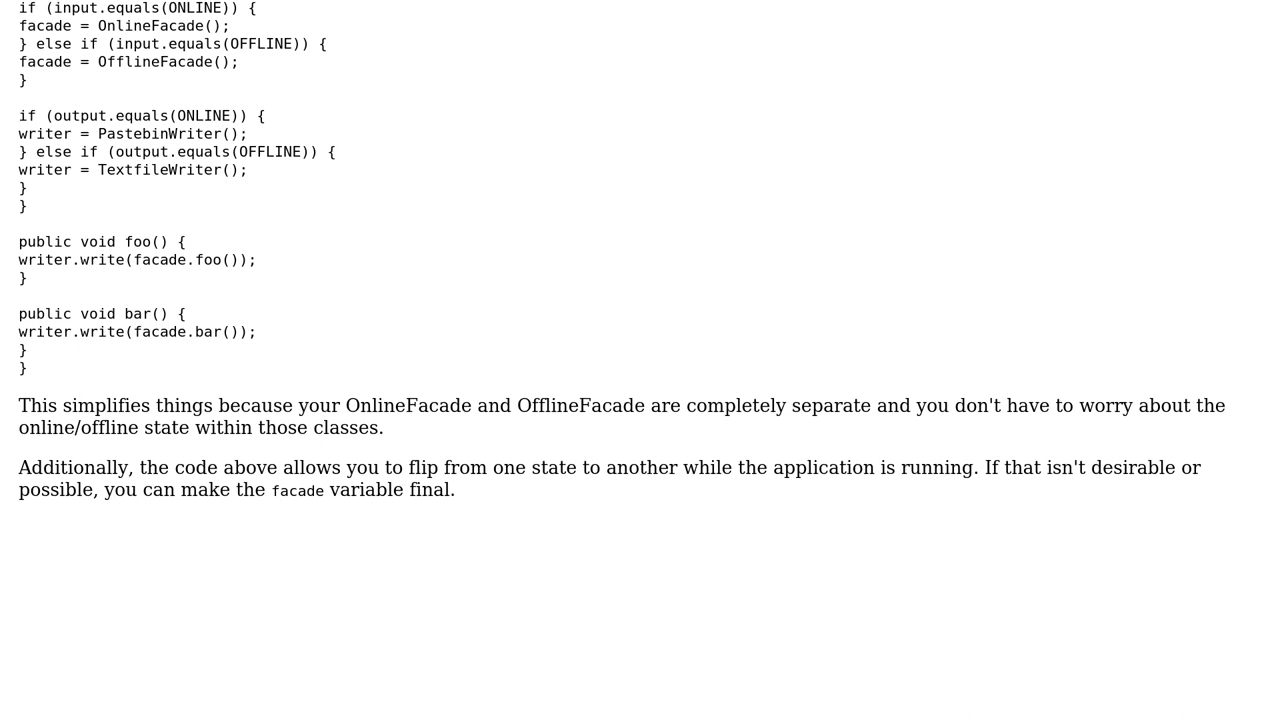 if (input.equals(ONLINE)) {
facade = OnlineFacade();
} else if (input.equals(OFFLINE)) {
facade = OfflineFacade();
}

if (output.equals(ONLINE)) {
writer = PastebinWriter();
} else if (output.equals(OFFLINE)) {
writer = TextfileWriter();
}
}

public void foo() {
writer.write(facade.foo());
}

public void bar() {
writer.write(facade.bar());
}
}

This simplifies things because your OnlineFacade and OfflineFacade are completely separate and you don't have to worry about the
online/offline state within those classes.

Additionally, the code above allows you to flip from one state to another while the application is running. If that isn't desirable or
possible, you can make the facade variable final.